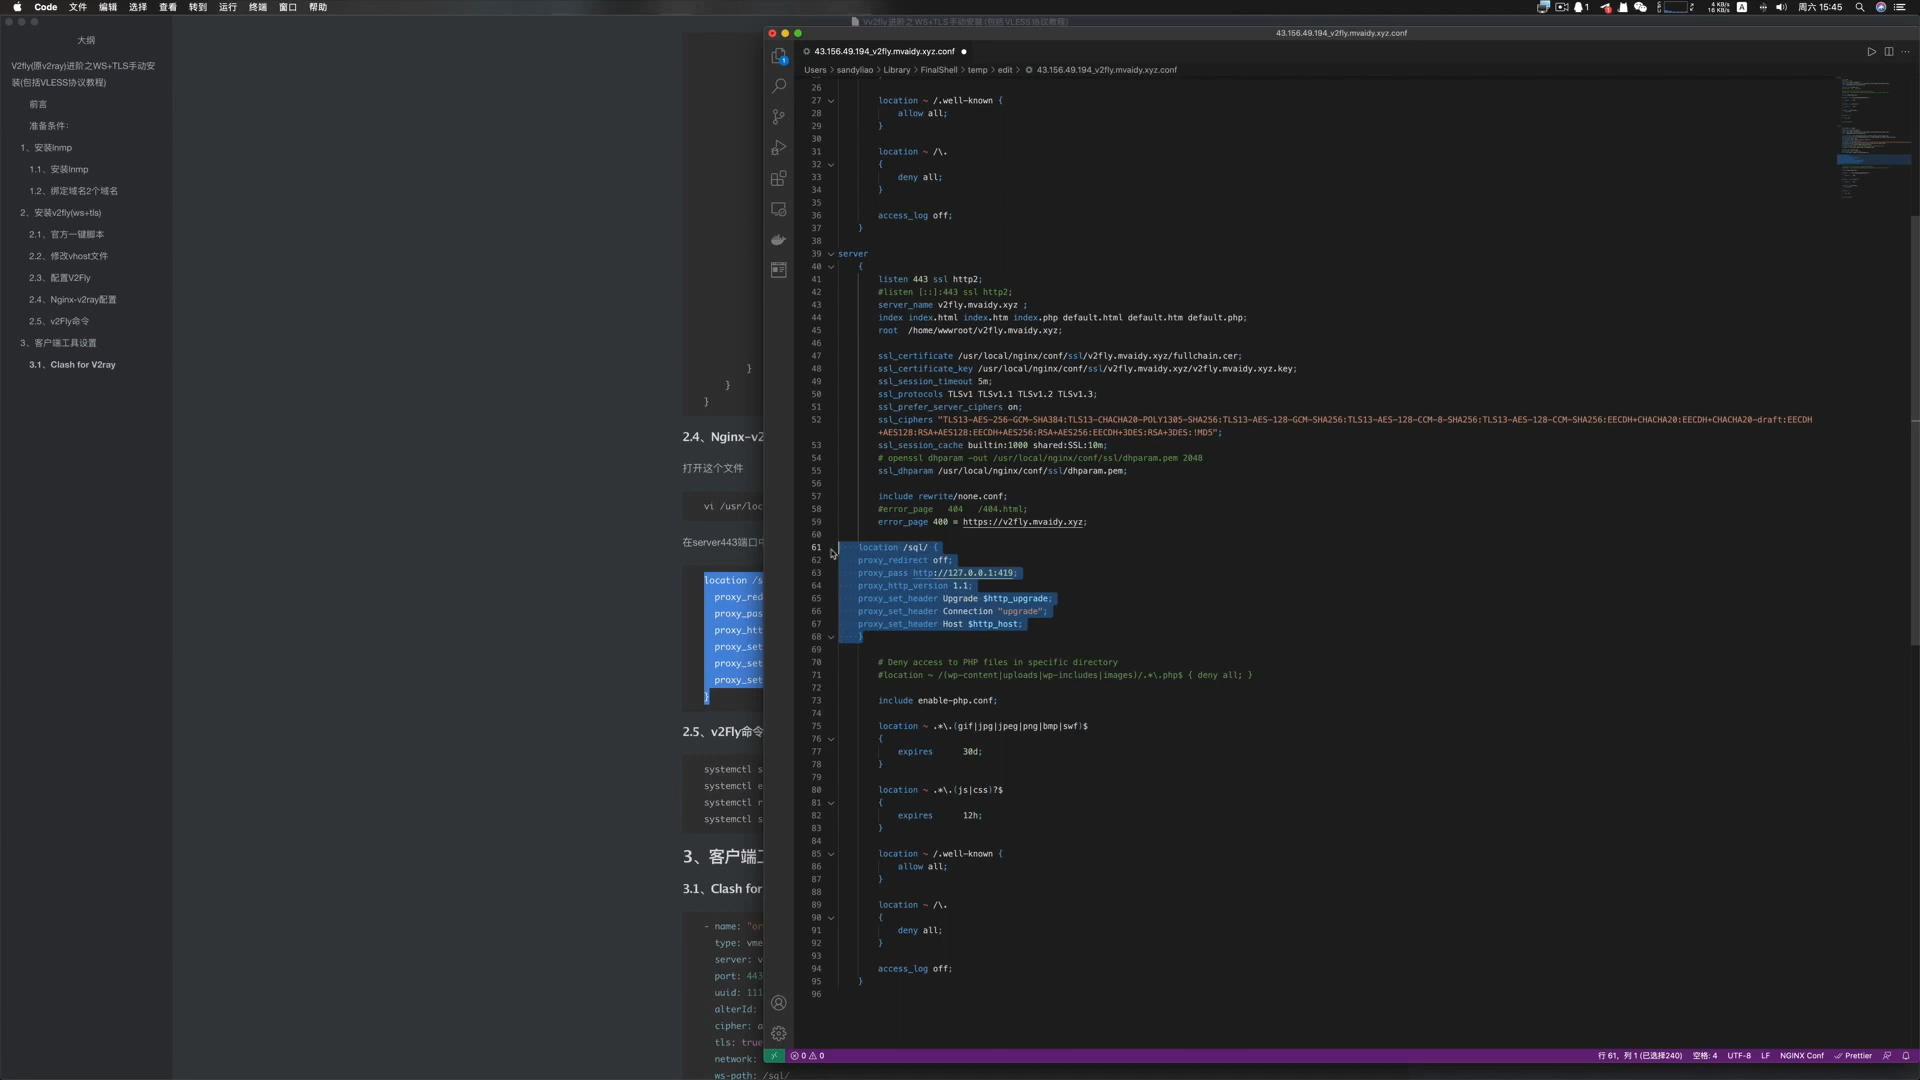 Code 文件 编辑 选择 查看 转到 运行 终端 窗口 帮助
1
4 KB/s
16 KB/s
A
周六 15:45
大纲
V2fly(原v2ray)进阶之WS+TLS手动安
装(包括VLESS协议教程)
前言
准备条件:
1、安装lnmp
1.1、安装lnmp
1.2、绑定域名2个域名
2、安装v2fly(ws+tls)
2.1、官方一键脚本
2.2、修改vhost文件
2.3、配置V2Fly
2.4、Nginx-v2ray配置
2.5、v2Fly命令
3、客户端工具设置
3.1、Clash for V2ray
}
}
}
2.4、Nginx-v2
打开这个文件
vi /usr/loc
在server443端口中
location /s
proxy_red
proxy_pas
proxy_htt
proxy_set
proxy_set
proxy_set
}
2.5、v2Fly命令
systemctl s
systemctl e
systemctl r
systemctl s
3、客户端工
3.1、Clash for
- name: "or
type: vme
server: v
port: 443
uuid: 111
alterId:
cipher: a
tls: true
network:
ws-path: /sql/
43.156.49.194_v2fly.mvaidy.xyz.conf
43.156.49.194_v2fly.mvaidy.xyz.conf
Users > sandyliao > Library > FinalShell > temp > edit > 43.156.49.194_v2fly.mvaidy.xyz.conf
26
27 location ~ /.well-known {
28 allow all;
29 }
30
31 location ~ /\.
32 {
33 deny all;
34 }
35
36 access_log off;
37 }
38
39 server
40 {
41 listen 443 ssl http2;
42 #listen [::]:443 ssl http2;
43 server_name v2fly.mvaidy.xyz ;
44 index index.html index.htm index.php default.html default.htm default.php;
45 root /home/wwwroot/v2fly.mvaidy.xyz;
46
47 ssl_certificate /usr/local/nginx/conf/ssl/v2fly.mvaidy.xyz/fullchain.cer;
48 ssl_certificate_key /usr/local/nginx/conf/ssl/v2fly.mvaidy.xyz/v2fly.mvaidy.xyz.key;
49 ssl_session_timeout 5m;
50 ssl_protocols TLSv1 TLSv1.1 TLSv1.2 TLSv1.3;
51 ssl_prefer_server_ciphers on;
52 ssl_ciphers "TLS13-AES-256-GCM-SHA384:TLS13-CHACHA20-POLY1305-SHA256:TLS13-AES-128-GCM-SHA256:TLS13-AES-128-CCM-8-SHA256:TLS13-AES-128-CCM-SHA256:EECDH+CHACHA20:EECDH+CHACHA20-draft:EECDH
+AES128:RSA+AES128:EECDH+AES256:RSA+AES256:EECDH+3DES:RSA+3DES:!MD5";
53 ssl_session_cache builtin:1000 shared:SSL:10m;
54 # openssl dhparam -out /usr/local/nginx/conf/ssl/dhparam.pem 2048
55 ssl_dhparam /usr/local/nginx/conf/ssl/dhparam.pem;
56
57 include rewrite/none.conf;
58 #error_page 404 /404.html;
59 error_page 400 = https://v2fly.mvaidy.xyz;
60
61 location /sql/ {
62 proxy_redirect off;
63 proxy_pass http://127.0.0.1:419;
64 proxy_http_version 1.1;
65 proxy_set_header Upgrade $http_upgrade;
66 proxy_set_header Connection "upgrade";
67 proxy_set_header Host $http_host;
68 }
69
70 # Deny access to PHP files in specific directory
71 #location ~ /(wp-content|uploads|wp-includes|images)/.*\.php$ { deny all; }
72
73 include enable-php.conf;
74
75 location ~ .*\.(gif|jpg|jpeg|png|bmp|swf)$
76 {
77 expires 30d;
78 }
79
80 location ~ .*\.(js|css)?$
81 {
82 expires 12h;
83 }
84
85 location ~ /.well-known {
86 allow all;
87 }
88
89 location ~ /\.
90 {
91 deny all;
92 }
93
94 access_log off;
95 }
96
0 0
行 61, 列 1 (已选择240) 空格: 4 UTF-8 LF NGINX Conf Prettier